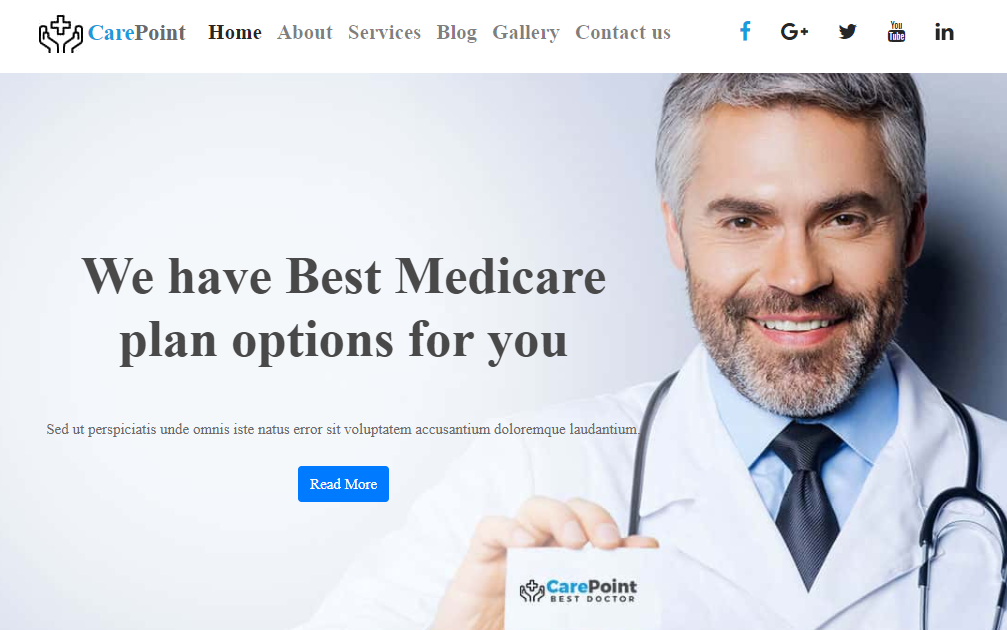 CarePoint Home About Services Blog Gallery Contact us
You
Tube
We have Best Medicare
plan options for you
Sed ut perspiciatis unde omnis iste natus error sit voluptatem accusantium doloremque laudantium.
Read More
CarePoint
BEST DOCTOR